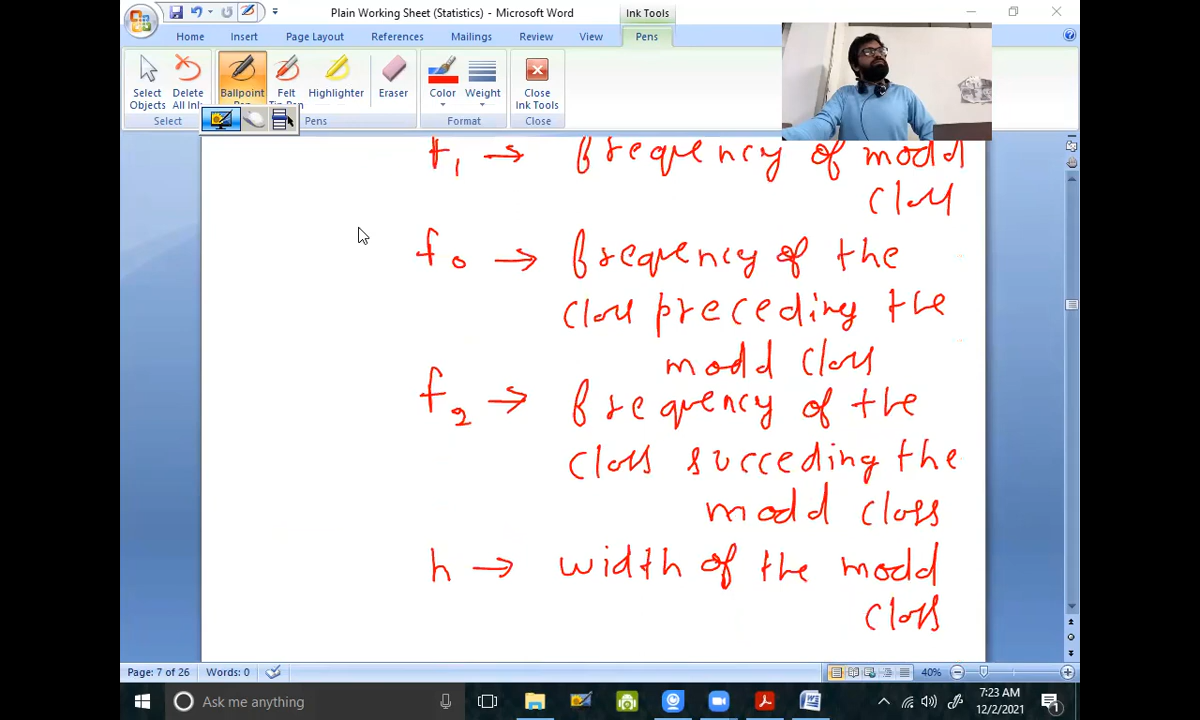 Plain Working Sheet (Statistics) - Microsoft Word
Ink Tools
Home Insert Page Layout References Mailings Review View Pens
Select Objects
Delete All Ink
Ballpoint Pen
Felt Tip Pen
Highlighter
Eraser
Color
Weight
Close Ink Tools
Select Pens Format Close
f1 → frequency of modal
class
f0 → frequency of the
class preceding the
modal class
f2 → frequency of the
class succeding the
modal class
h → width of the modal
class
Page: 7 of 26 Words: 0 40%
Ask me anything
7:23 AM
12/2/2021